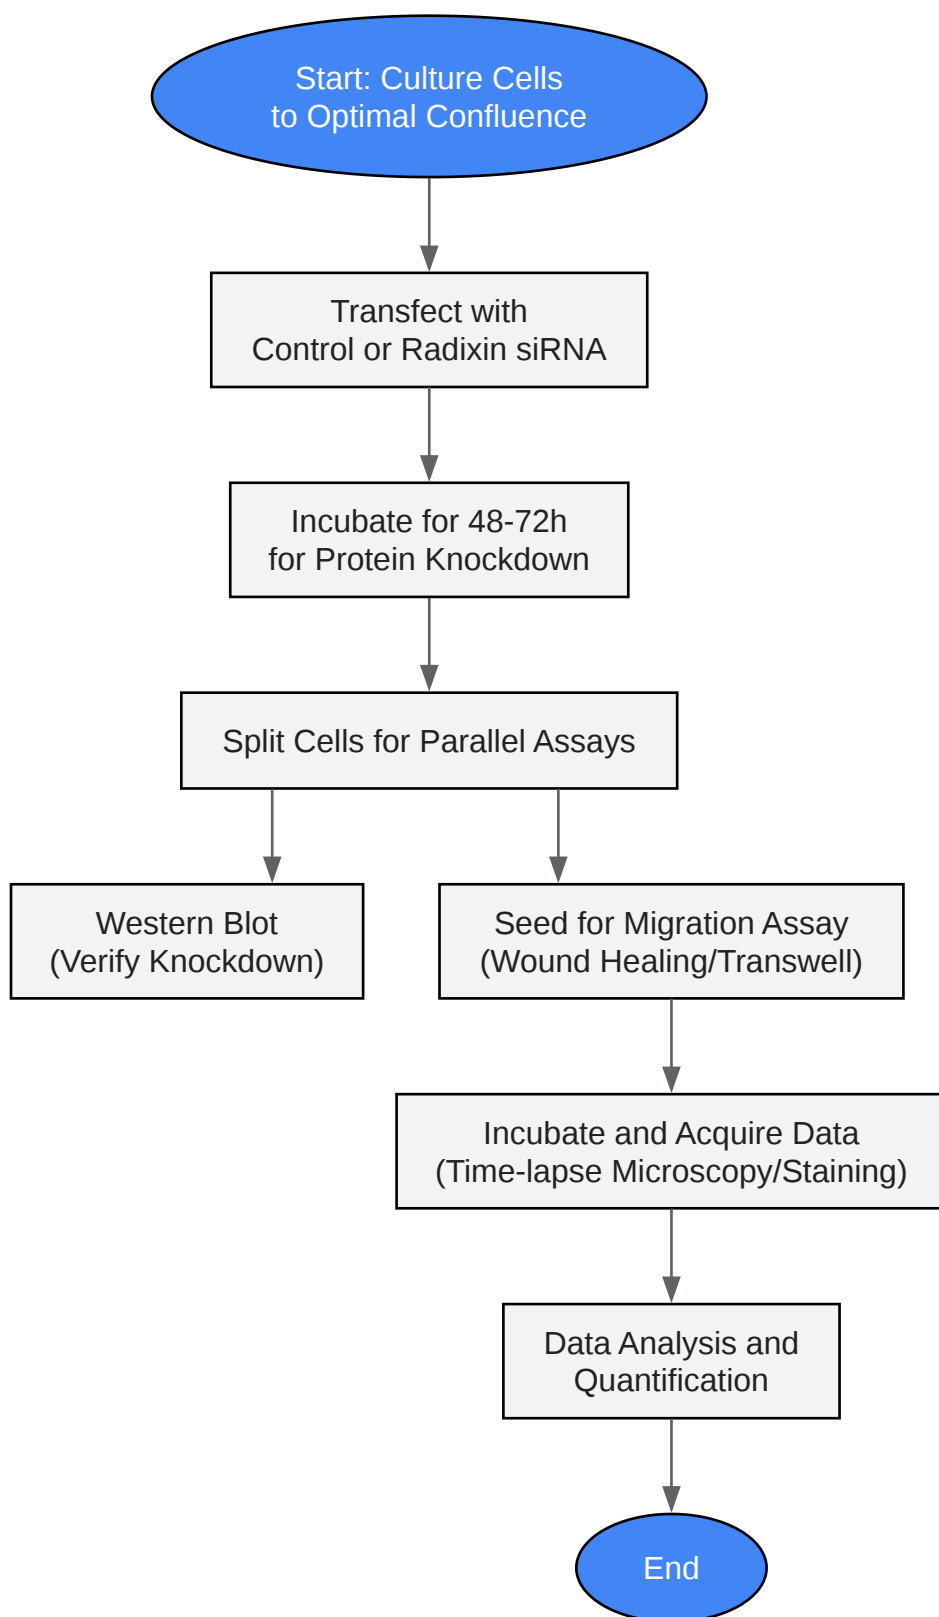 Start: Culture Cells
to Optimal Confluence
Transfect with
Control or Radixin siRNA
Incubate for 48-72h
for Protein Knockdown
Split Cells for Parallel Assays
Western Blot
(Verify Knockdown)
Seed for Migration Assay
(Wound Healing/Transwell)
Incubate and Acquire Data
(Time-lapse Microscopy/Staining)
Data Analysis and
Quantification
End